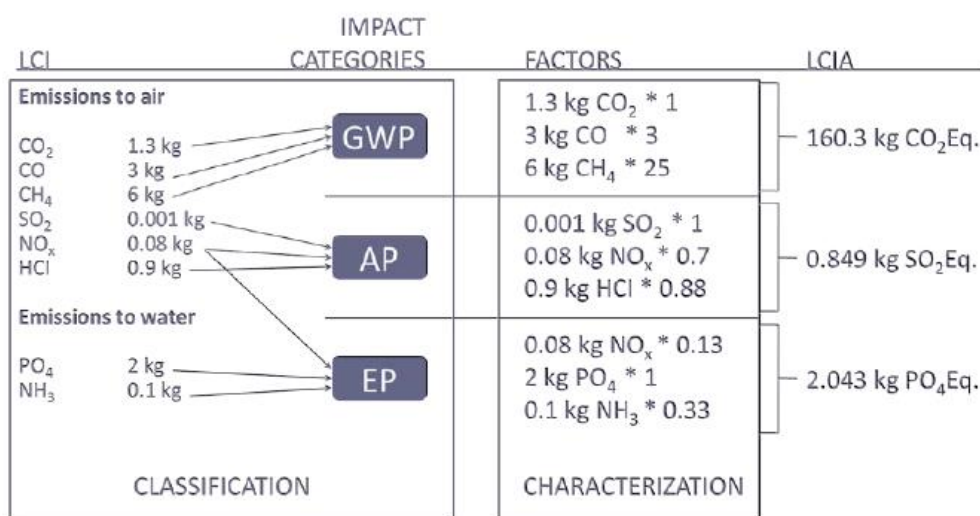 IMPACT
LCI CATEGORIES FACTORS LCIA
Emissions to air
CO₂ 1.3 kg
CO 3 kg
CH₄ 6 kg
SO₂ 0.001 kg
NOₓ 0.08 kg
HCl 0.9 kg
Emissions to water
PO₄ 2 kg
NH₃ 0.1 kg
GWP
AP
EP
CLASSIFICATION
1.3 kg CO₂ * 1
3 kg CO * 3
6 kg CH₄ * 25
0.001 kg SO₂ * 1
0.08 kg NOₓ * 0.7
0.9 kg HCl * 0.88
0.08 kg NOₓ * 0.13
2 kg PO₄ * 1
0.1 kg NH₃ * 0.33
CHARACTERIZATION
160.3 kg CO₂Eq.
0.849 kg SO₂Eq.
2.043 kg PO₄Eq.